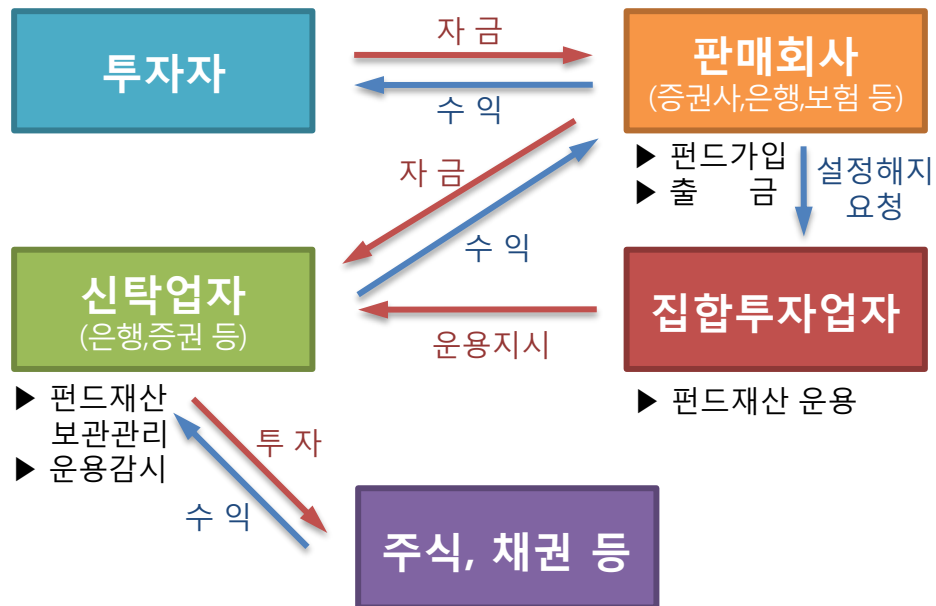 투자자
자 금
수 익
판매회사
(증권사,은행,보험 등)
▶ 펀드가입
▶ 출 금
설정해지
요청
자 금
수 익
신탁업자
(은행,증권 등)
운용지시
집합투자업자
▶ 펀드재산
보관관리
▶ 운용감시
▶ 펀드재산 운용
투 자
수 익
주식, 채권 등